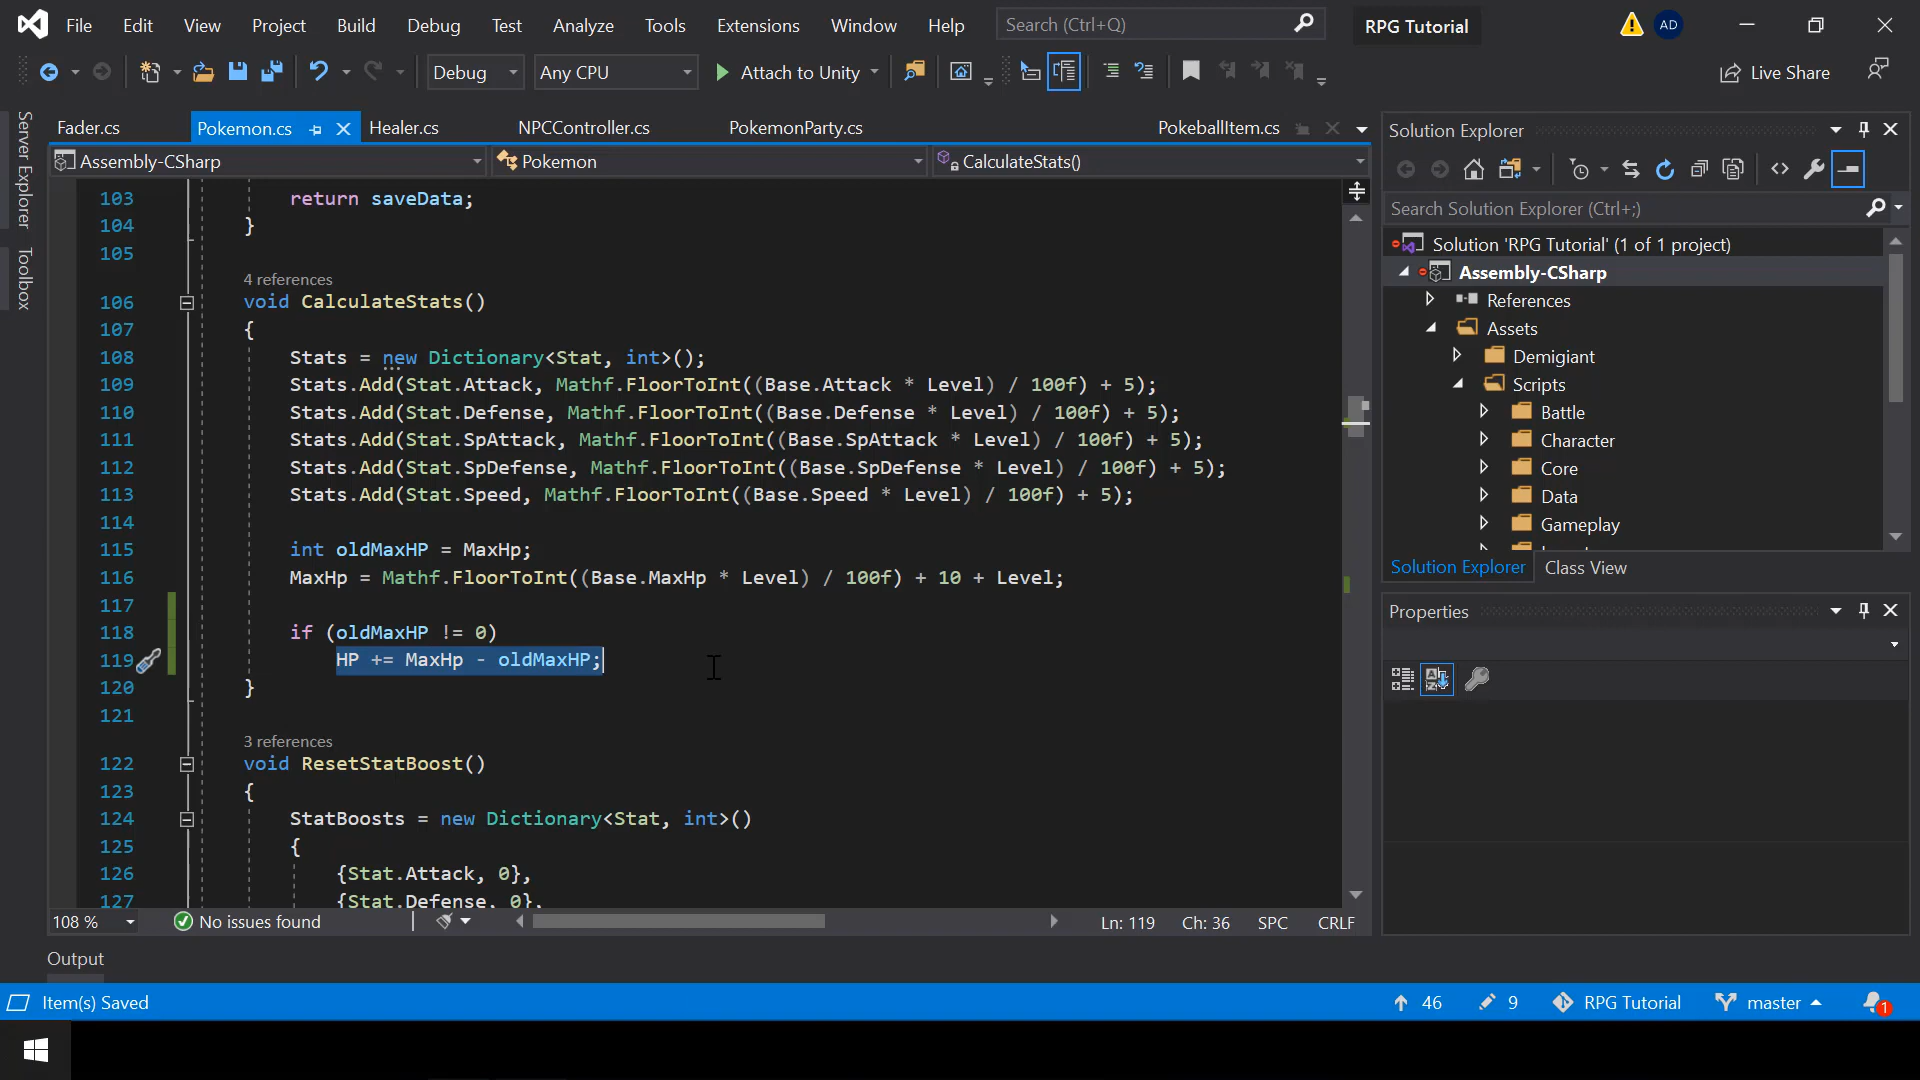 File Edit View Project Build Debug Test Analyze Tools Extensions Window Help Search (Ctrl+Q) RPG Tutorial AD
Debug Any CPU Attach to Unity Live Share
Server Explorer
Toolbox
Fader.cs Pokemon.cs Healer.cs NPCController.cs PokemonParty.cs PokeballItem.cs
Assembly-CSharp Pokemon CalculateStats()
103 return saveData;
104 }
105
4 references
106 void CalculateStats()
107 {
108 Stats = new Dictionary<Stat, int>();
109 Stats.Add(Stat.Attack, Mathf.FloorToInt((Base.Attack * Level) / 100f) + 5);
110 Stats.Add(Stat.Defense, Mathf.FloorToInt((Base.Defense * Level) / 100f) + 5);
111 Stats.Add(Stat.SpAttack, Mathf.FloorToInt((Base.SpAttack * Level) / 100f) + 5);
112 Stats.Add(Stat.SpDefense, Mathf.FloorToInt((Base.SpDefense * Level) / 100f) + 5);
113 Stats.Add(Stat.Speed, Mathf.FloorToInt((Base.Speed * Level) / 100f) + 5);
114
115 int oldMaxHP = MaxHp;
116 MaxHp = Mathf.FloorToInt((Base.MaxHp * Level) / 100f) + 10 + Level;
117
118 if (oldMaxHP != 0)
119 HP += MaxHp - oldMaxHP;
120 }
121
3 references
122 void ResetStatBoost()
123 {
124 StatBoosts = new Dictionary<Stat, int>()
125 {
126 {Stat.Attack, 0},
127 {Stat.Defense, 0},
108 % No issues found Ln: 119 Ch: 36 SPC CRLF
Output
Solution Explorer
Search Solution Explorer (Ctrl+;)
Solution 'RPG Tutorial' (1 of 1 project)
Assembly-CSharp
References
Assets
Demigiant
Scripts
Battle
Character
Core
Data
Gameplay
Solution Explorer Class View
Properties
Item(s) Saved 46 9 RPG Tutorial master 1